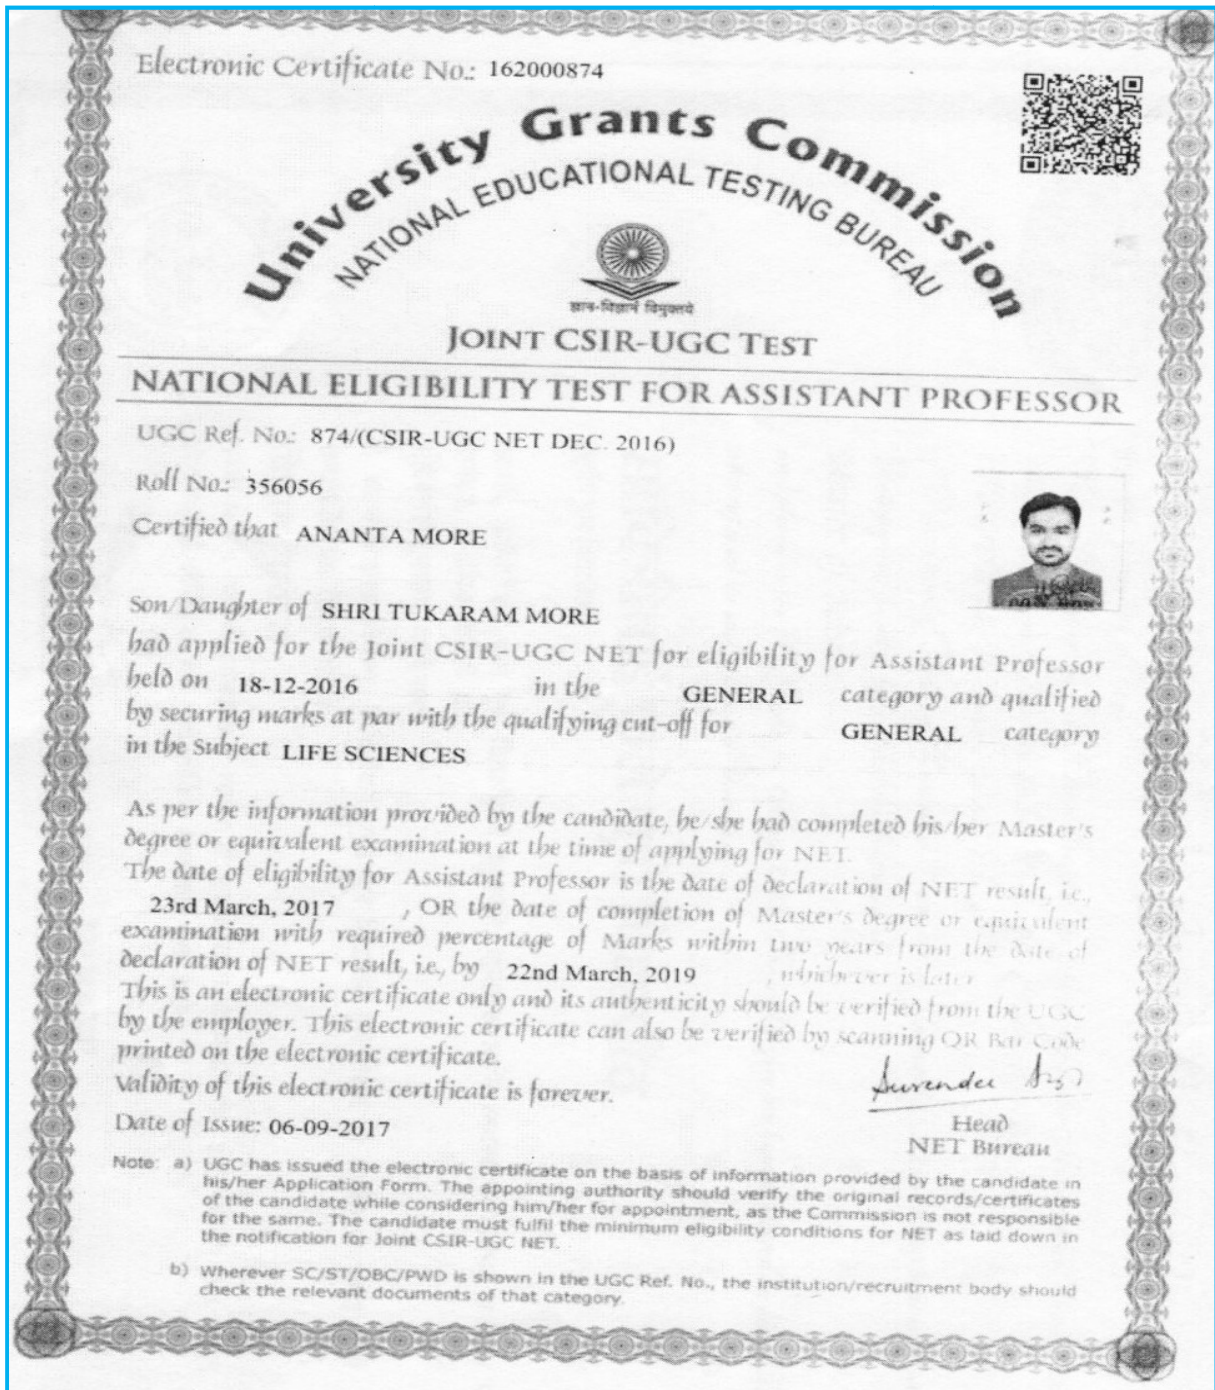 Electronic Certificate No.: 162000874
University Grants Commission
NATIONAL EDUCATIONAL TESTING BUREAU
ज्ञान-विज्ञानं विमुक्तये
JOINT CSIR-UGC TEST
NATIONAL ELIGIBILITY TEST FOR ASSISTANT PROFESSOR
UGC Ref. No.: 874/(CSIR-UGC NET DEC. 2016)
Roll No.: 356056
Certified that ANANTA MORE
Son/Daughter of SHRI TUKARAM MORE
had applied for the Joint CSIR-UGC NET for eligibility for Assistant Professor
held on 18-12-2016 in the GENERAL category and qualified
by securing marks at par with the qualifying cut-off for GENERAL category
in the Subject LIFE SCIENCES
As per the information provided by the candidate, he/she had completed his/her Master's
degree or equivalent examination at the time of applying for NET.
The date of eligibility for Assistant Professor is the date of declaration of NET result, i.e.,
23rd March, 2017 , OR the date of completion of Master's degree or equivalent
examination with required percentage of Marks within two years from the date of
declaration of NET result, i.e., by 22nd March, 2019 , whichever is later
This is an electronic certificate only and its authenticity should be verified from the UGC
by the employer. This electronic certificate can also be verified by scanning QR Bar Code
printed on the electronic certificate.
Validity of this electronic certificate is forever.
Surender
Date of Issue: 06-09-2017
Head
NET Bureau
Note: a) UGC has issued the electronic certificate on the basis of information provided by the candidate in
his/her Application Form. The appointing authority should verify the original records/certificates
of the candidate while considering him/her for appointment, as the Commission is not responsible
for the same. The candidate must fulfil the minimum eligibility conditions for NET as laid down in
the notification for Joint CSIR-UGC NET.
b) Wherever SC/ST/OBC/PWD is shown in the UGC Ref. No., the institution/recruitment body should
check the relevant documents of that category.